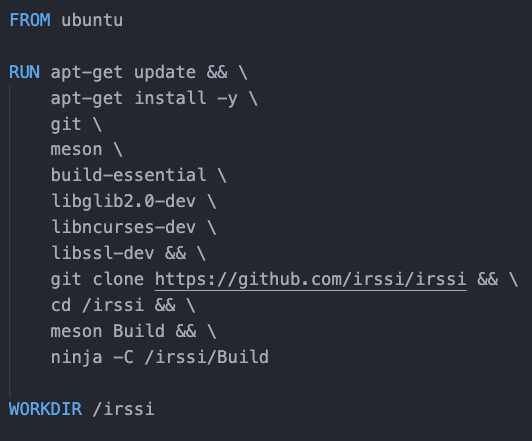 FROM ubuntu
RUN apt-get update && \
apt-get install -y \
git \
meson \
build-essential \
libglib2.0-dev \
libncurses-dev \
libssl-dev && \
git clone https://github.com/irssi/irssi && \
cd /irssi && \
meson Build && \
ninja -C /irssi/Build
WORKDIR /irssi